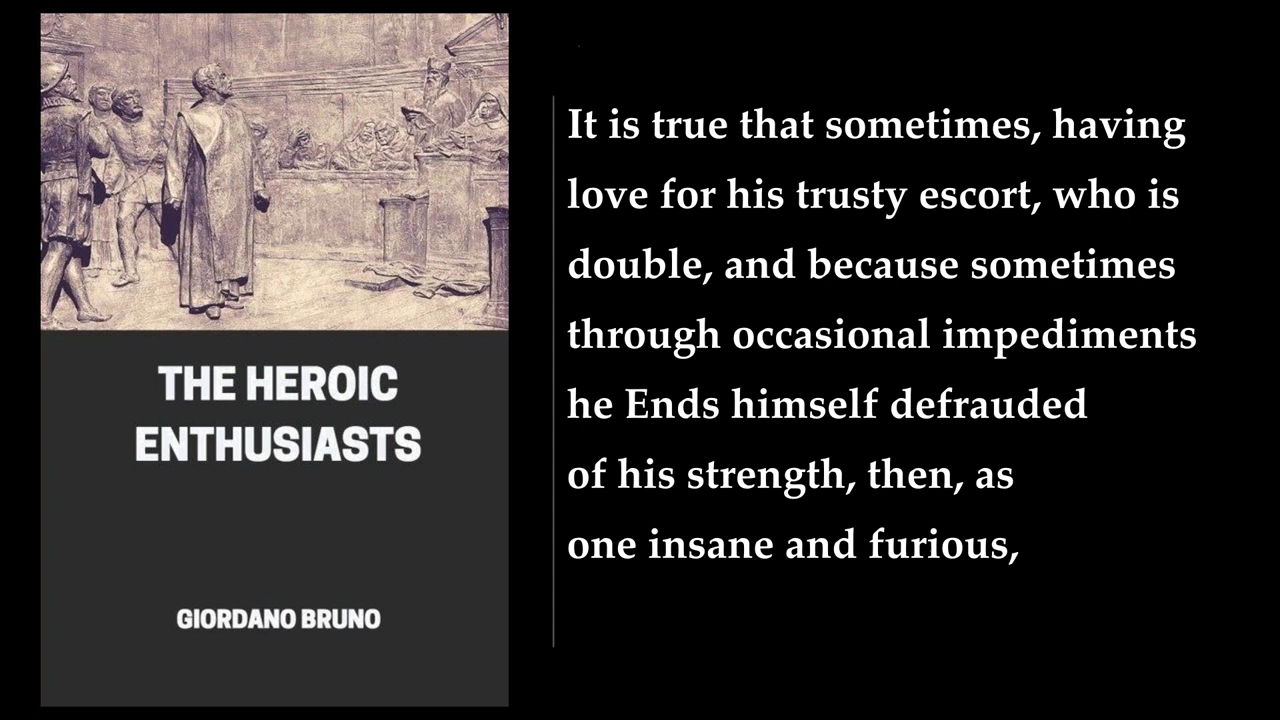 THE HEROIC
ENTHUSIASTS
GIORDANO BRUNO
It is true that sometimes, having
love for his trusty escort, who is
double, and because sometimes
through occasional impediments
he Ends himself defrauded
of his strength, then, as
one insane and furious,